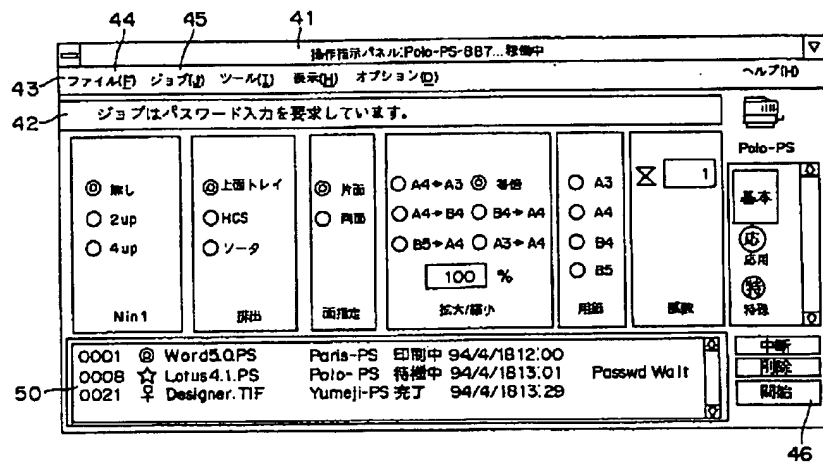 44
45
41
操作指示パネル:Polo-PS-BB7...稼働中
43
ファイル(F) ジョブ(J) ツール(T) 表示(H) オプション(O) ヘルプ(H)
42
ジョブはパスワード入力を要求しています。
Polo-PS
無し
2up
4up
Nin1
上面トレイ
HCS
ソータ
排出
片面
両面
面指定
A4→A3 等倍
A4→B4 B4→A4
B5→A4 A3→A4
100 %
拡大/縮小
A3
A4
B4
B5
用紙
1
部数
基本
応
応用
特
特殊
50
0001 Word5.0.PS Paris-PS 印刷中 94/4/18 12:00
0008 Lotus4.1.PS Polo-PS 待機中 94/4/18 13:01 Passwd Wait
0021 Designer.TIF Yumeji-PS 完了 94/4/18 13:29
中断
削除
開始
46